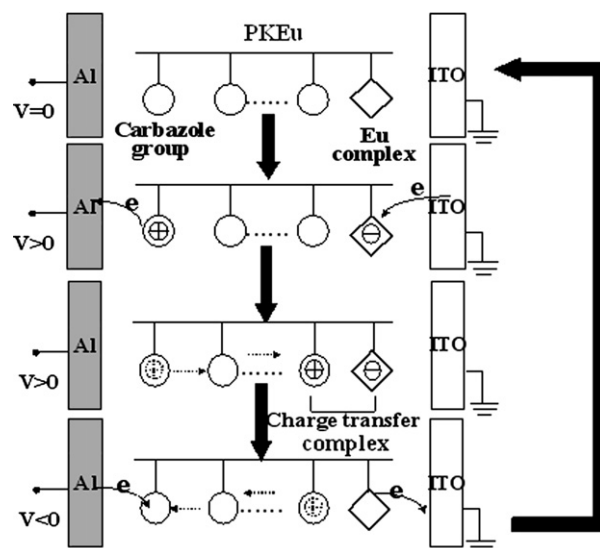 PKEu
Al
ITO
V=0
Carbazole
group
Eu
complex
e
e
Al
ITO
V>0
Al
ITO
V>0
Charge transfer
complex
Al
e
e
ITO
V<0